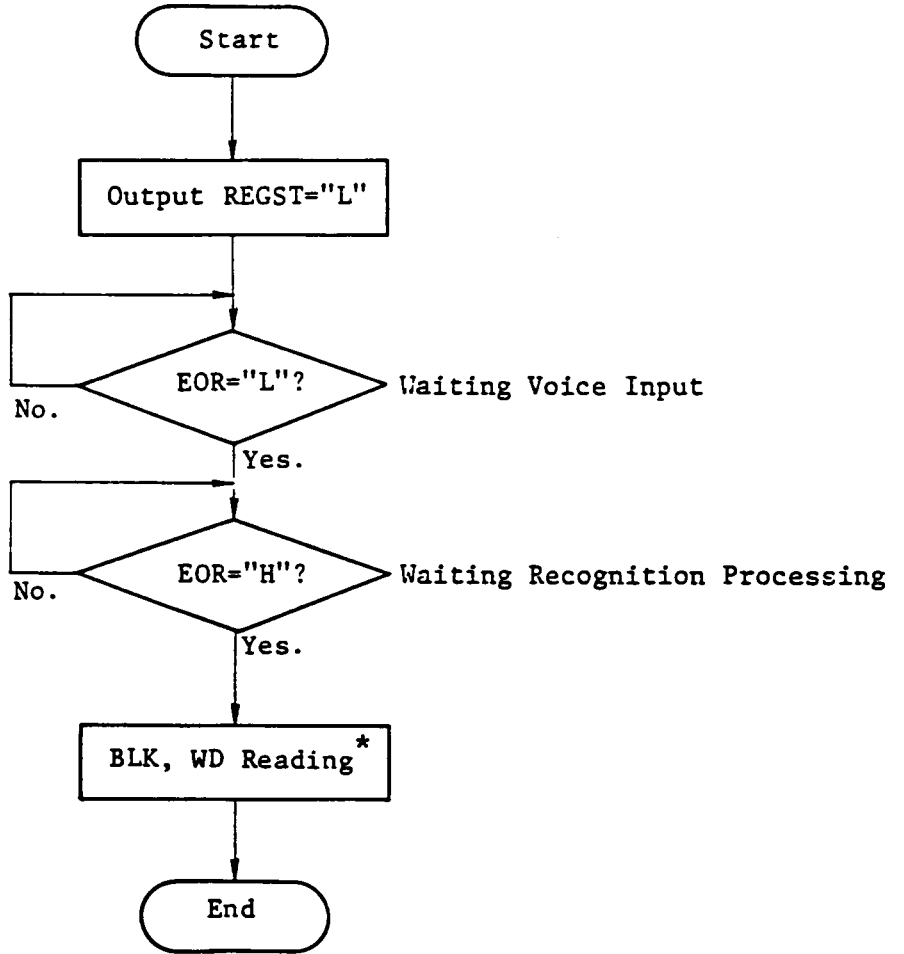 Start
Output REGST="L"
EOR="L"?
Waiting Voice Input
No.
Yes.
EOR="H"?
Waiting Recognition Processing
No.
Yes.
BLK, WD Reading*
End